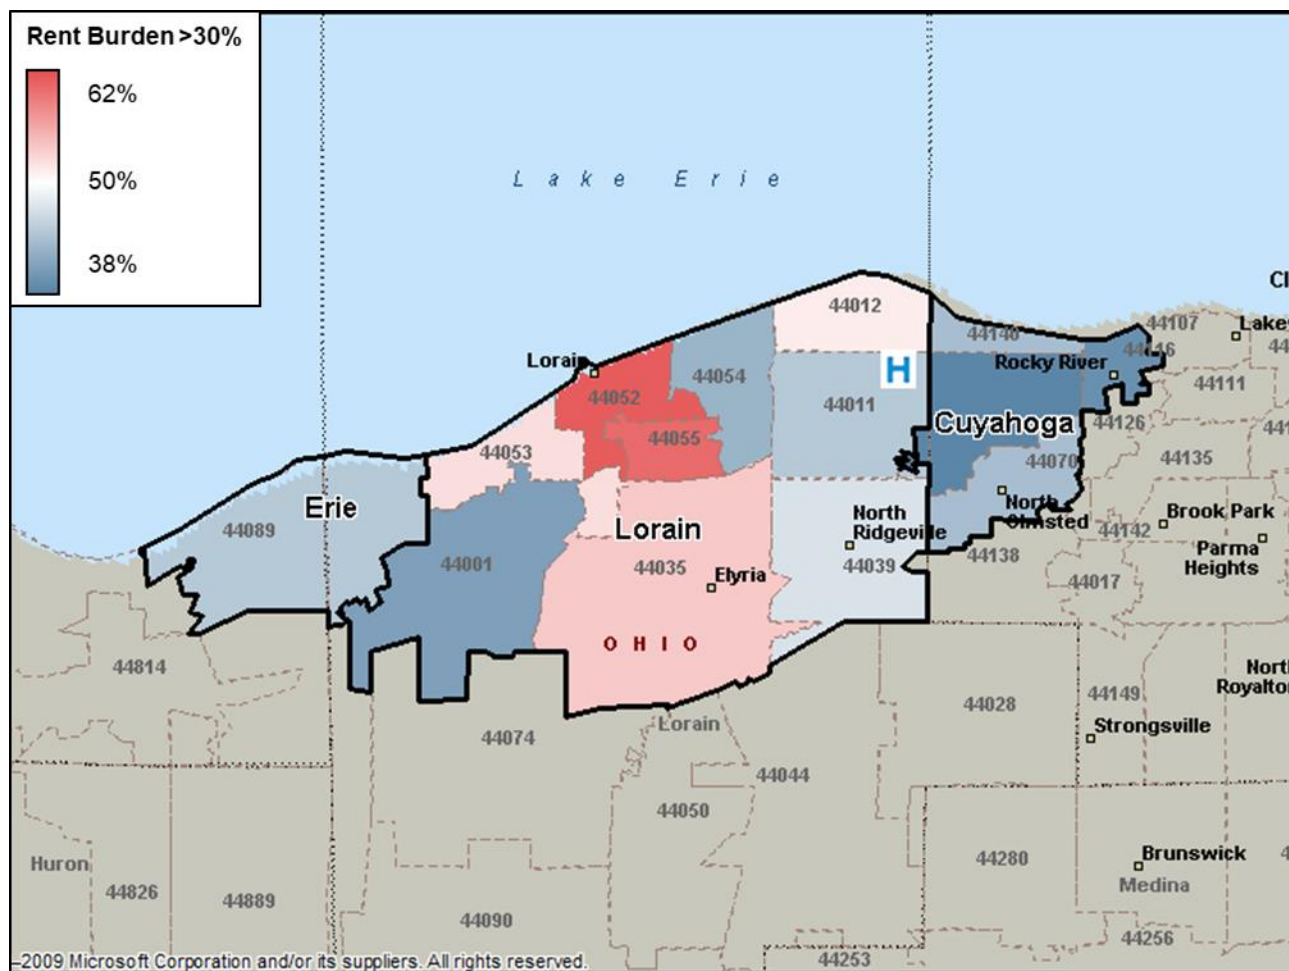 Rent Burden >30%
62%
50%
38%
Lake Erie
44012
44107
Lorain
44140
44116
Rocky River
H
44054
44052
44011
44111
44055
Cuyahoga
44126
44053
44070
44135
Erie
44089
Lorain
North
Ridgeville
North
Olmsted
Brook Park
44142
Parma
Heights
44001
44035
Elyria
44039
44138
44017
OHIO
44814
44028
44149
Royalton
Strongsville
Lorain
44074
44044
44050
Huron
44826
44889
44090
44280
Brunswick
Medina
44256
44253
2009 Microsoft Corporation and/or its suppliers. All rights reserved.